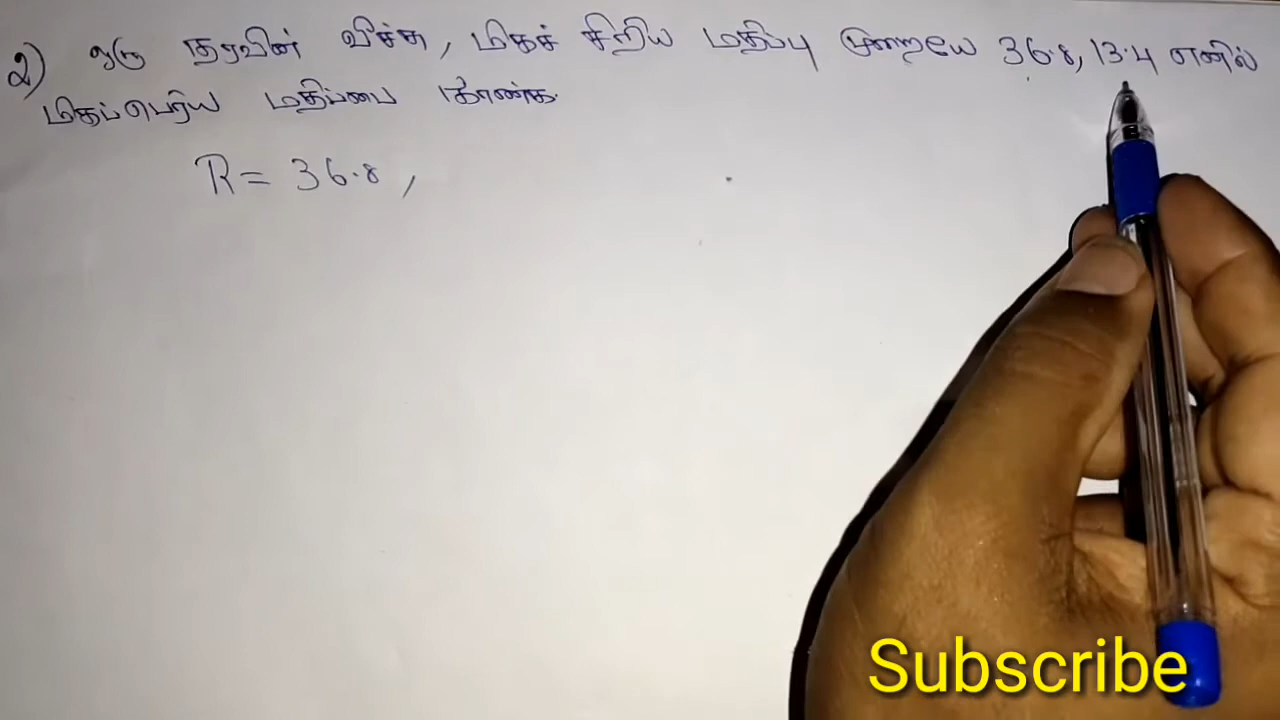 2) ஒரு தரவின் வீச்சு, மிகச் சிறிய மதிப்பு முறையே 36.8, 13.4 எனில்
மிகப்பெரிய மதிப்பை காண்க.
R = 36.8,
Subscribe